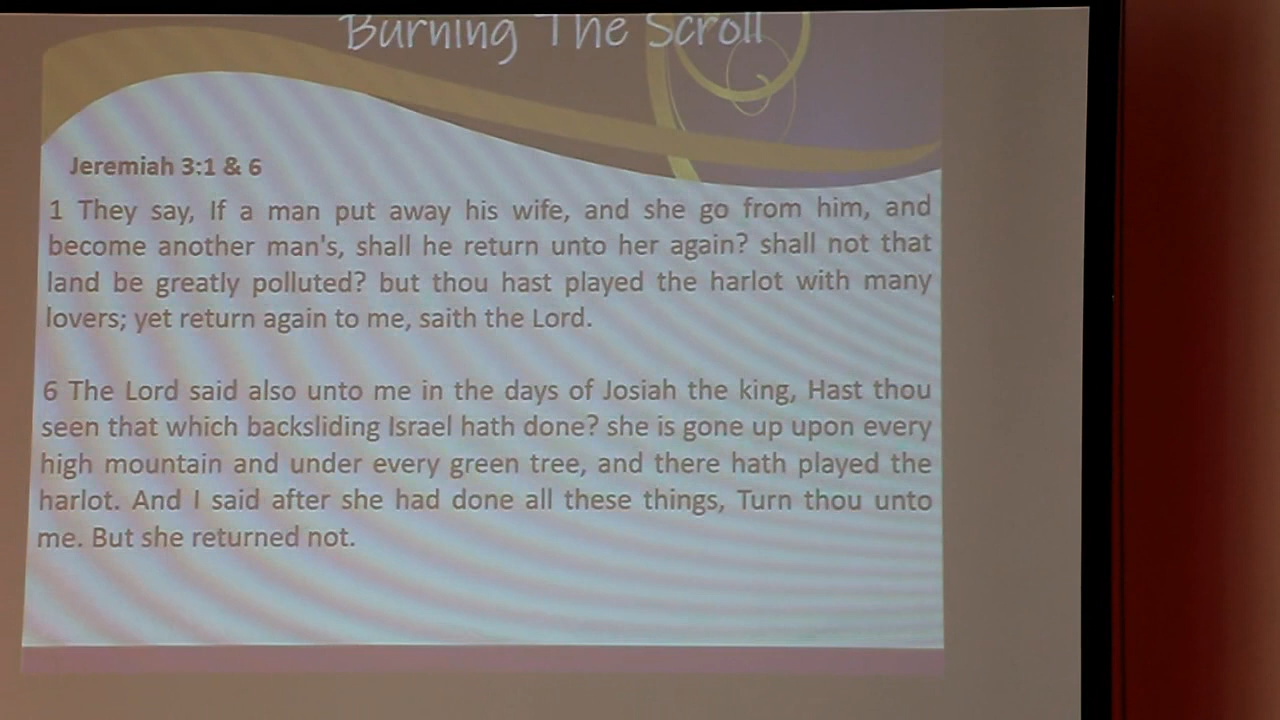 Burning The Scroll
Jeremiah 3:1 & 6
1 They say, If a man put away his wife, and she go from him, and
become another man's, shall he return unto her again? shall not that
land be greatly polluted? but thou hast played the harlot with many
lovers; yet return again to me, saith the Lord.
6 The Lord said also unto me in the days of Josiah the king, Hast thou
seen that which backsliding Israel hath done? she is gone up upon every
high mountain and under every green tree, and there hath played the
harlot. And I said after she had done all these things, Turn thou unto
me. But she returned not.